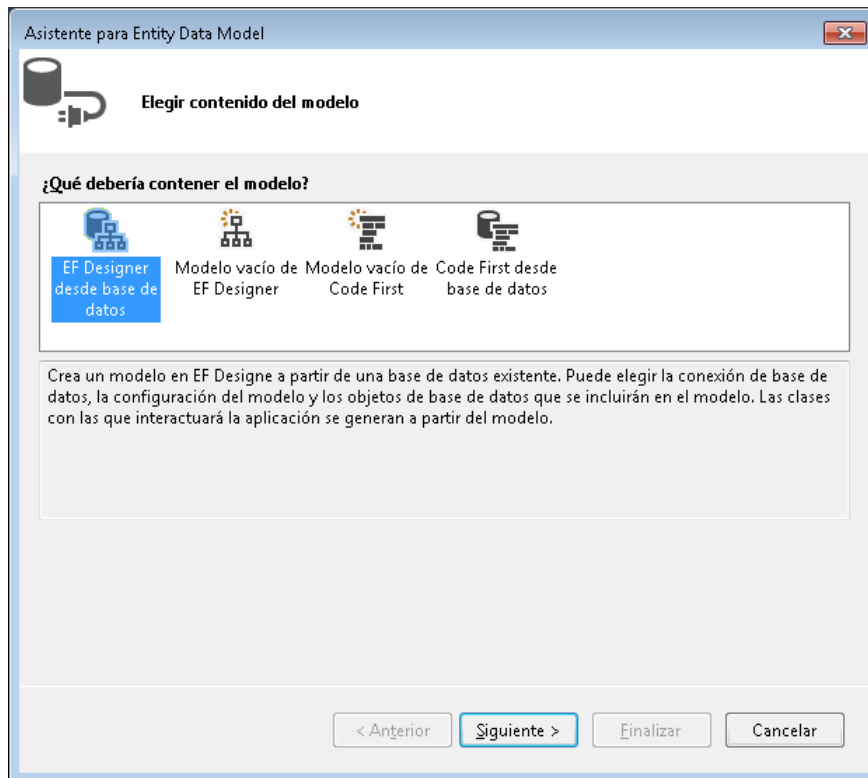 Asistente para Entity Data Model
Elegir contenido del modelo
¿Qué debería contener el modelo?
EF Designer
desde base de
datos
Modelo vacío de
EF Designer
Modelo vacío de
Code First
Code First desde
base de datos
Crea un modelo en EF Designe a partir de una base de datos existente. Puede elegir la conexión de base de
datos, la configuración del modelo y los objetos de base de datos que se incluirán en el modelo. Las clases
con las que interactuará la aplicación se generan a partir del modelo.
< Anterior
Siguiente >
Finalizar
Cancelar